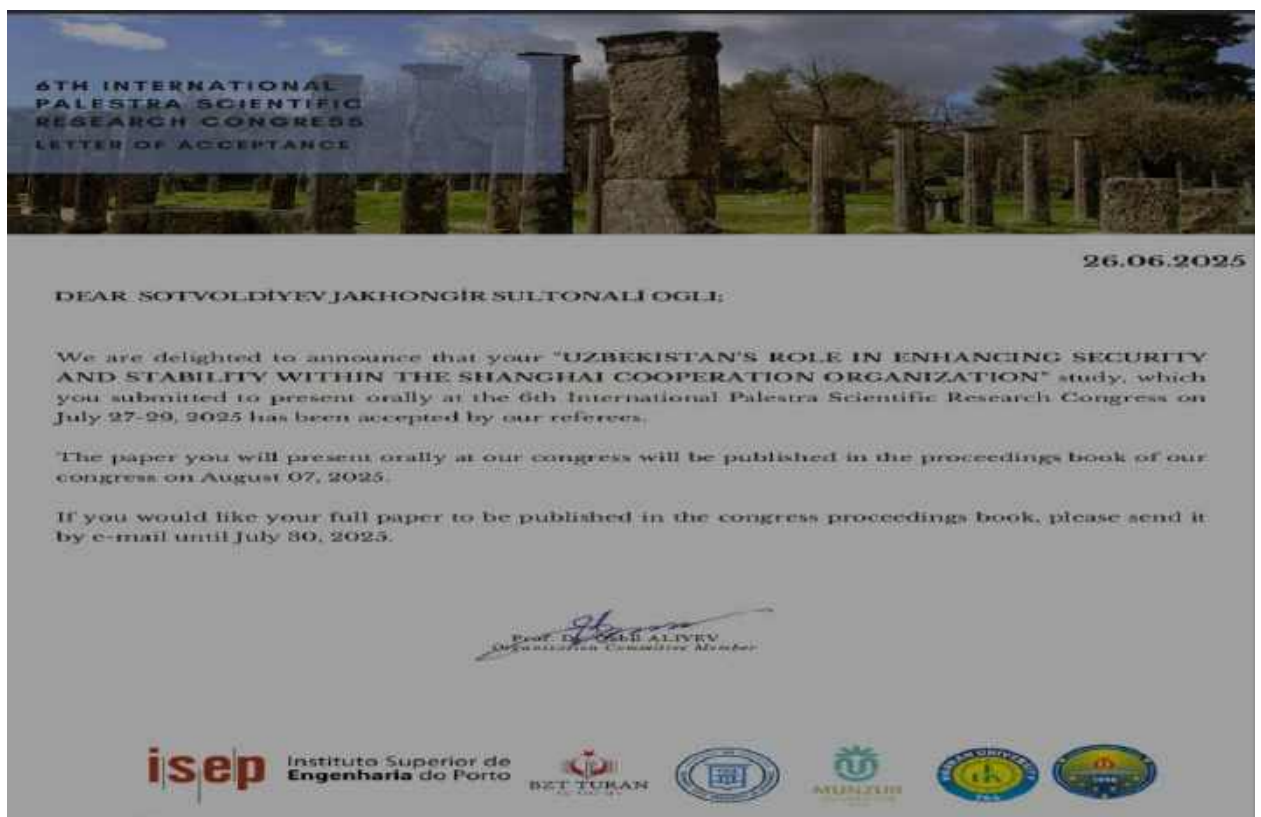 6TH INTERNATIONAL
PALESTRA SCIENTIFIC
RESEARCH CONGRESS
LETTER OF ACCEPTANCE
26.06.2025
DEAR SOTVOLDİYEV JAKHONGİR SULTONALİ OGLI;
We are delighted to announce that your "UZBEKISTAN'S ROLE IN ENHANCING SECURITY
AND STABILITY WITHIN THE SHANGHAI COOPERATION ORGANIZATION" study, which
you submitted to present orally at the 6th International Palestra Scientific Research Congress on
July 27-29, 2025 has been accepted by our referees.
The paper you will present orally at our congress will be published in the proceedings book of our
congress on August 07, 2025.
If you would like your full paper to be published in the congress proceedings book, please send it
by e-mail until July 30, 2025.
Prof. ALIYEV
Organization Committee Member
isep Instituto Superior de
Engenharia do Porto
BZT TURAN
MUNZUR
UNIVERSITY